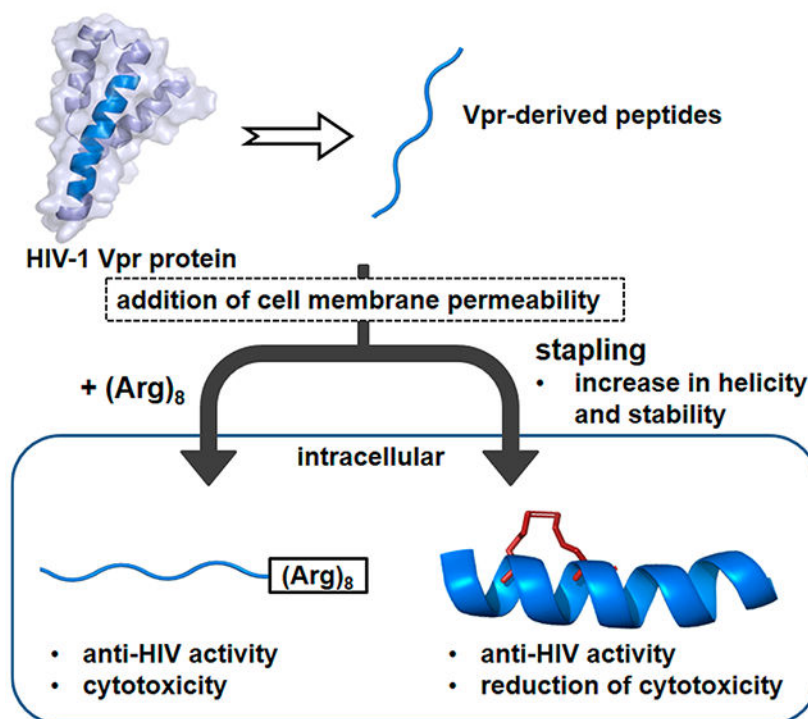 Vpr-derived peptides
HIV-1 Vpr protein
addition of cell membrane permeability
+ (Arg)₈
stapling
• increase in helicity
and stability
intracellular
(Arg)₈
• anti-HIV activity
• cytotoxicity
• anti-HIV activity
• reduction of cytotoxicity